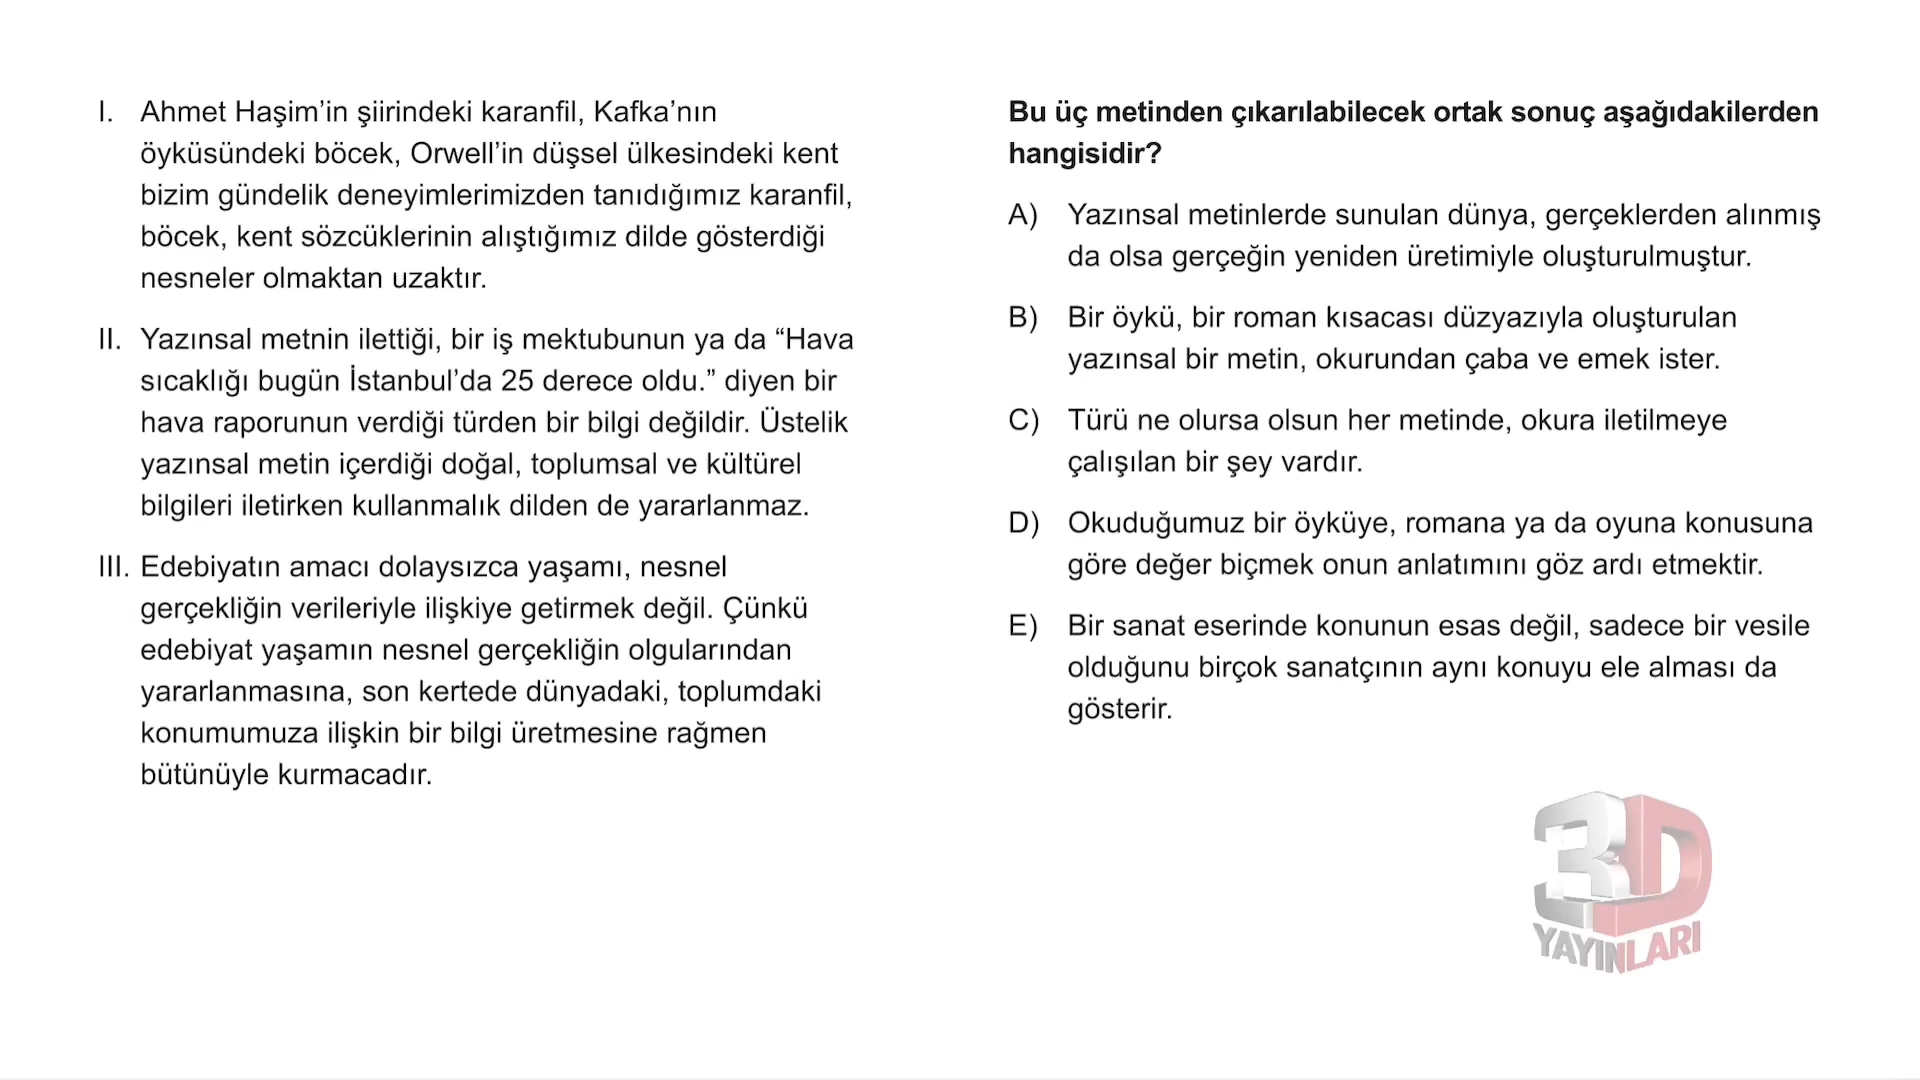 I. Ahmet Haşim’in şiirindeki karanfil, Kafka’nın
öyküsündeki böcek, Orwell’in düşsel ülkesindeki kent
bizim gündelik deneyimlerimizden tanıdığımız karanfil,
böcek, kent sözcüklerinin alıştığımız dilde gösterdiği
nesneler olmaktan uzaktır.
II. Yazınsal metnin ilettiği, bir iş mektubunun ya da “Hava
sıcaklığı bugün İstanbul’da 25 derece oldu.” diyen bir
hava raporunun verdiği türden bir bilgi değildir. Üstelik
yazınsal metin içerdiği doğal, toplumsal ve kültürel
bilgileri iletirken kullanmalık dilden de yararlanmaz.
III. Edebiyatın amacı dolaysızca yaşamı, nesnel
gerçekliğin verileriyle ilişkiye getirmek değil. Çünkü
edebiyat yaşamın nesnel gerçekliğin olgularından
yararlanmasına, son kertede dünyadaki, toplumdaki
konumumuza ilişkin bir bilgi üretmesine rağmen
bütünüyle kurmacadır.
Bu üç metinden çıkarılabilecek ortak sonuç aşağıdakilerden
hangisidir?
A) Yazınsal metinlerde sunulan dünya, gerçeklerden alınmış
da olsa gerçeğin yeniden üretimiyle oluşturulmuştur.
B) Bir öykü, bir roman kısacası düzyazıyla oluşturulan
yazınsal bir metin, okurundan çaba ve emek ister.
C) Türü ne olursa olsun her metinde, okura iletilmeye
çalışılan bir şey vardır.
D) Okuduğumuz bir öyküye, romana ya da oyuna konusuna
göre değer biçmek onun anlatımını göz ardı etmektir.
E) Bir sanat eserinde konunun esas değil, sadece bir vesile
olduğunu birçok sanatçının aynı konuyu ele alması da
gösterir.
3D
YAYINLARI